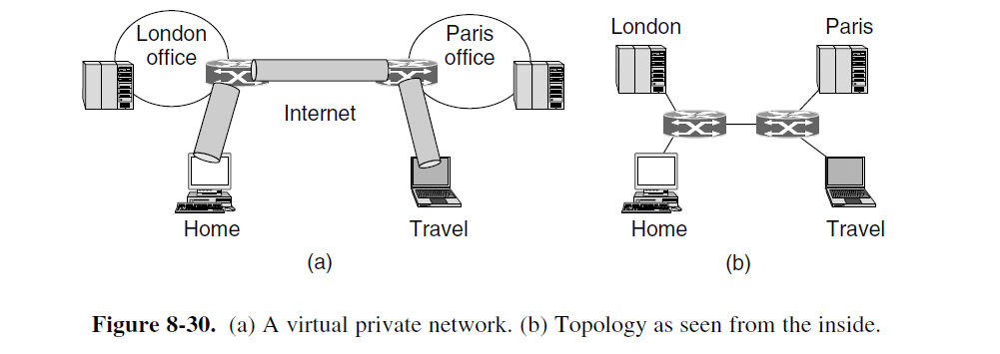 London
office
Paris
office
Internet
Home
Travel
(a)
London
Paris
Home
Travel
(b)
Figure 8-30. (a) A virtual private network. (b) Topology as seen from the inside.